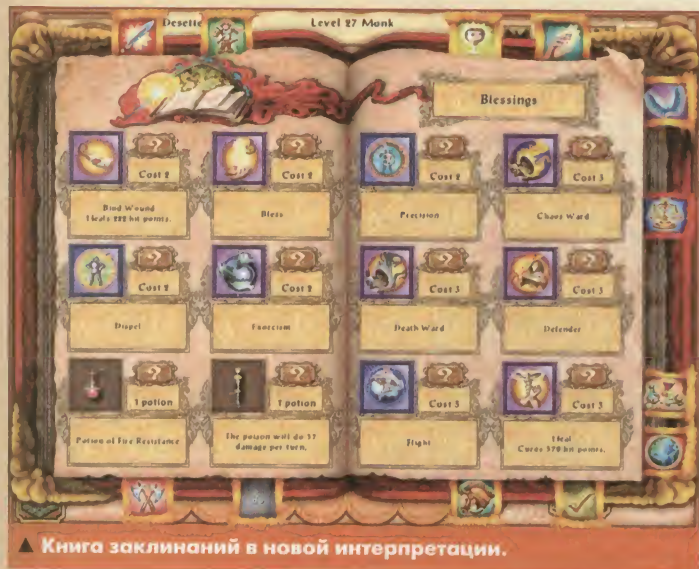 Desette
Level 27 Monk
Blessings
?
Cost 2
Bind Wound
Heals 222 hit points.
?
Cost 2
Bless
?
Cost 2
Dispel
?
Cost 2
Exorcism
?
1 potion
Potion of Fire Resistance
?
1 potion
The poison will do 37
damage per turn.
?
Cost 2
Precision
?
Cost 3
Chaos Ward
?
Cost 3
Death Ward
?
Cost 3
Defender
?
Cost 3
Flight
?
Cost 3
Heal
Cures 370 hit points.
▲ Книга заклинаний в новой интерпретации.